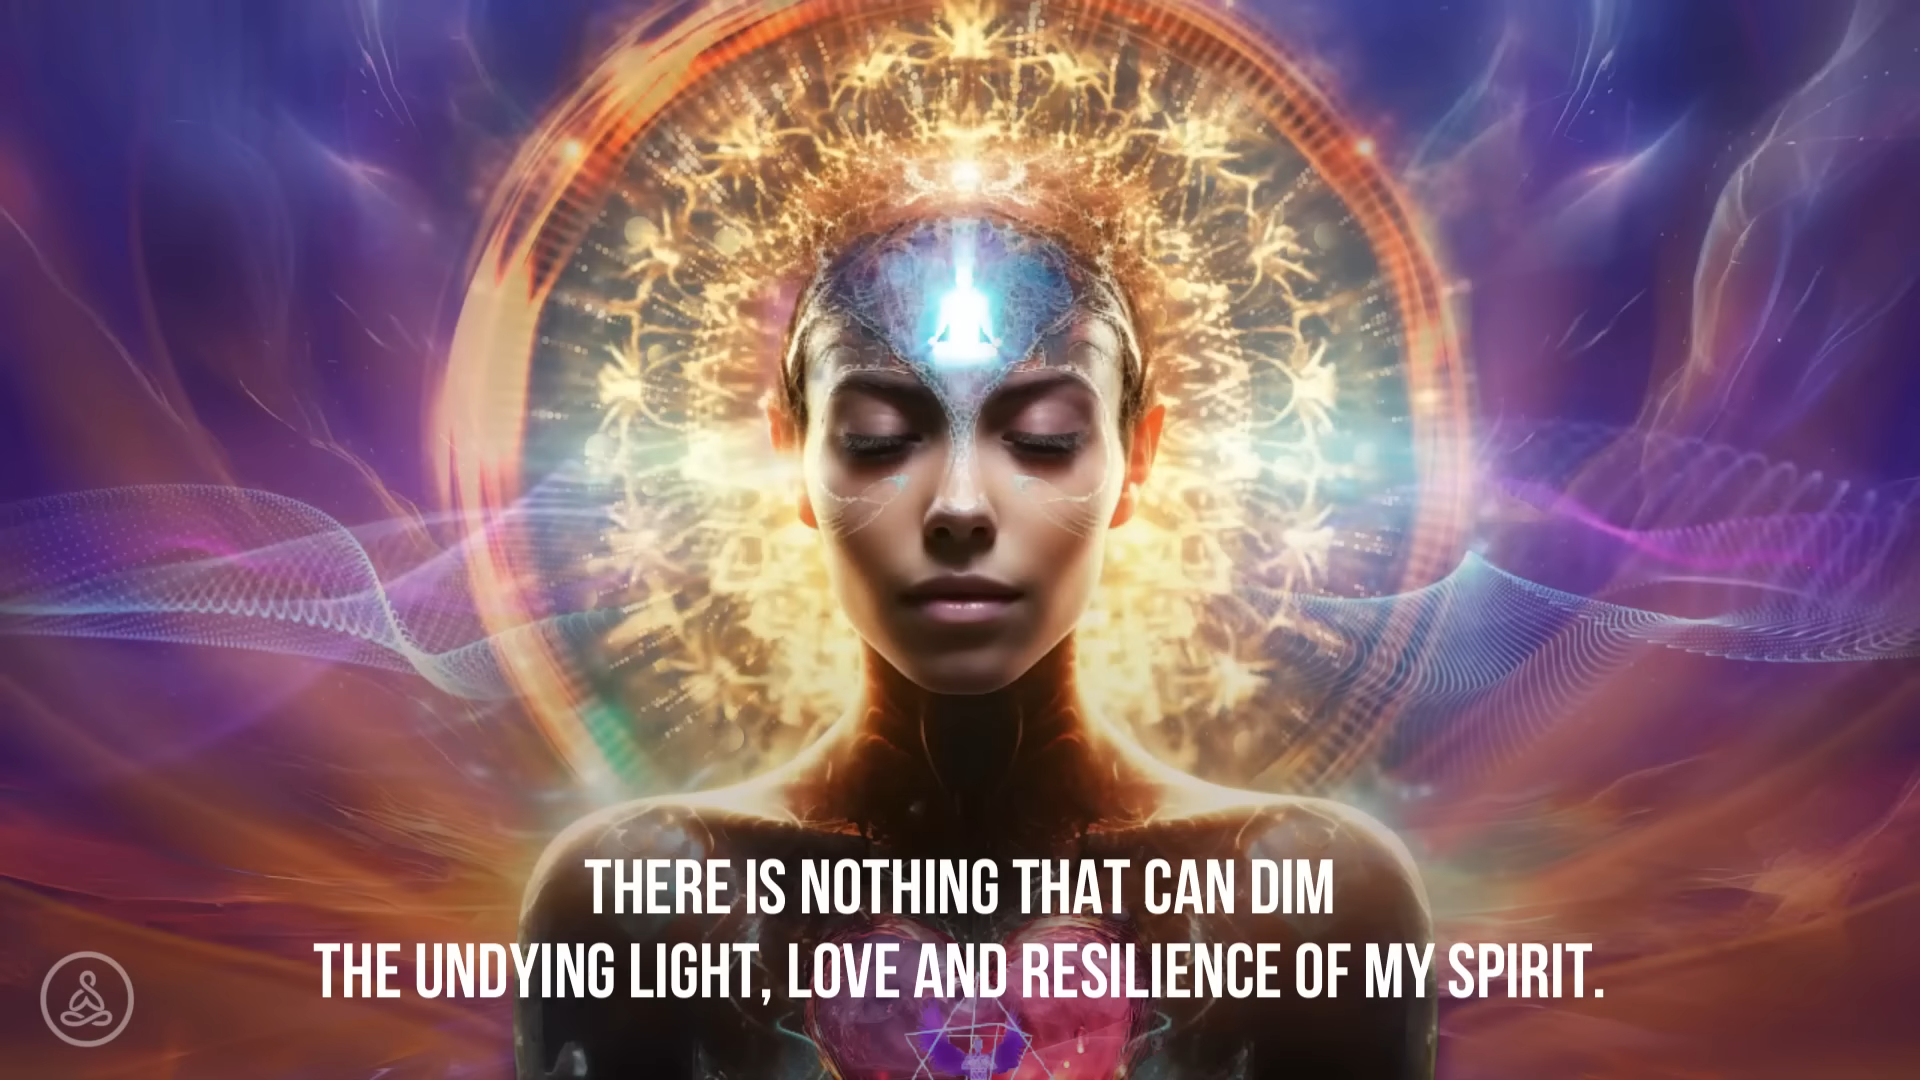 THERE IS NOTHING THAT CAN DIM
THE UNDYING LIGHT, LOVE AND RESILIENCE OF MY SPIRIT.